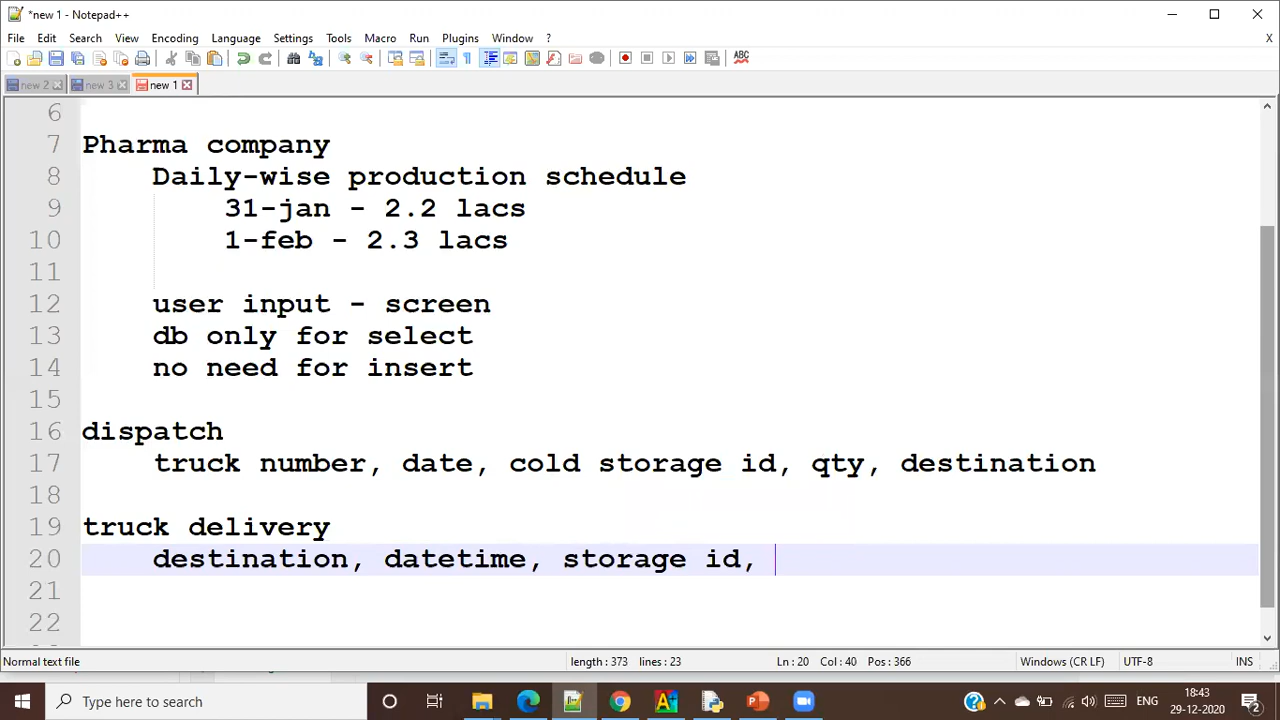 *new 1 - Notepad++
File Edit Search View Encoding Language Settings Tools Macro Run Plugins Window ? X
new 2 new 3 new 1
6
7 Pharma company
8 Daily-wise production schedule
9 31-jan - 2.2 lacs
10 1-feb - 2.3 lacs
11
12 user input - screen
13 db only for select
14 no need for insert
15
16 dispatch
17 truck number, date, cold storage id, qty, destination
18
19 truck delivery
20 destination, datetime, storage id,
21
22
Normal text file length : 373 lines : 23 Ln : 20 Col : 40 Pos : 366 Windows (CR LF) UTF-8 INS
Type here to search ENG 18:43
29-12-2020 2